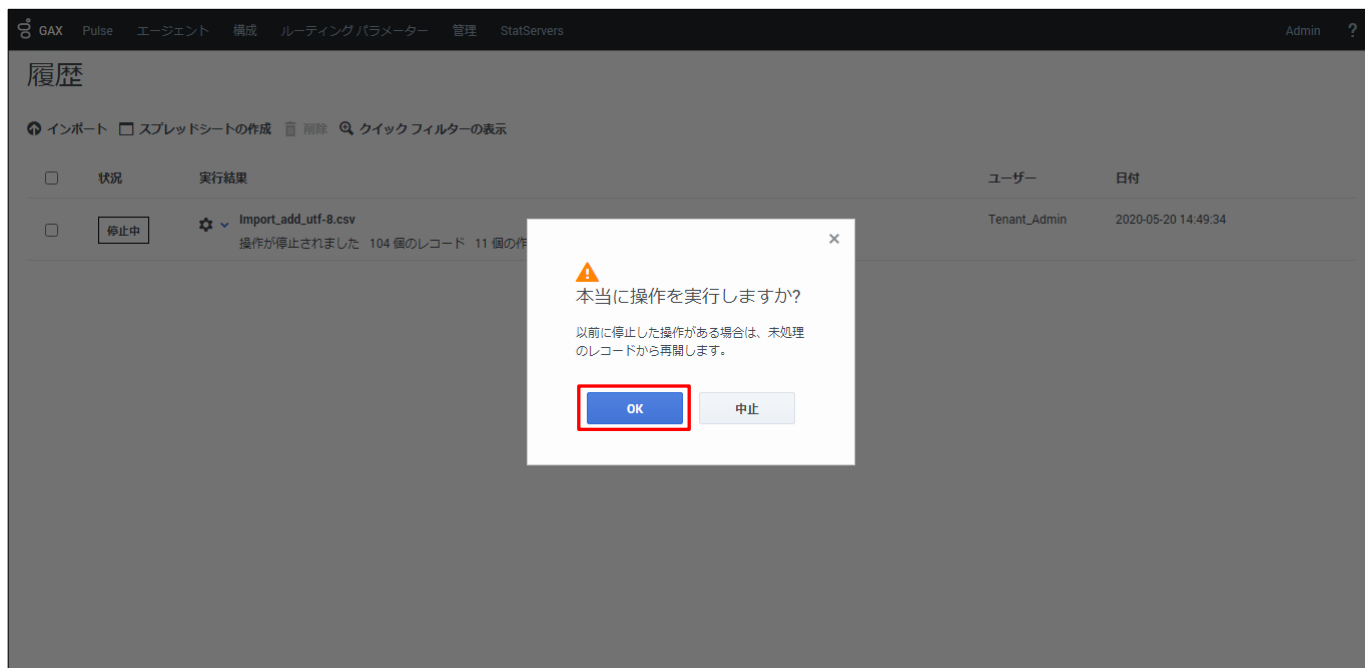 GAX Pulse エージェント 構成 ルーティング パラメーター 管理 StatServers Admin ?
履歴
インポート スプレッドシートの作成 削除 クイック フィルターの表示
状況 実行結果 ユーザー 日付
停止中 Import_add_utf-8.csv Tenant_Admin 2020-05-20 14:49:34
操作が停止されました 104 個のレコード 11 個の作
本当に操作を実行しますか?
以前に停止した操作がある場合は、未処理
のレコードから再開します。
OK 中止